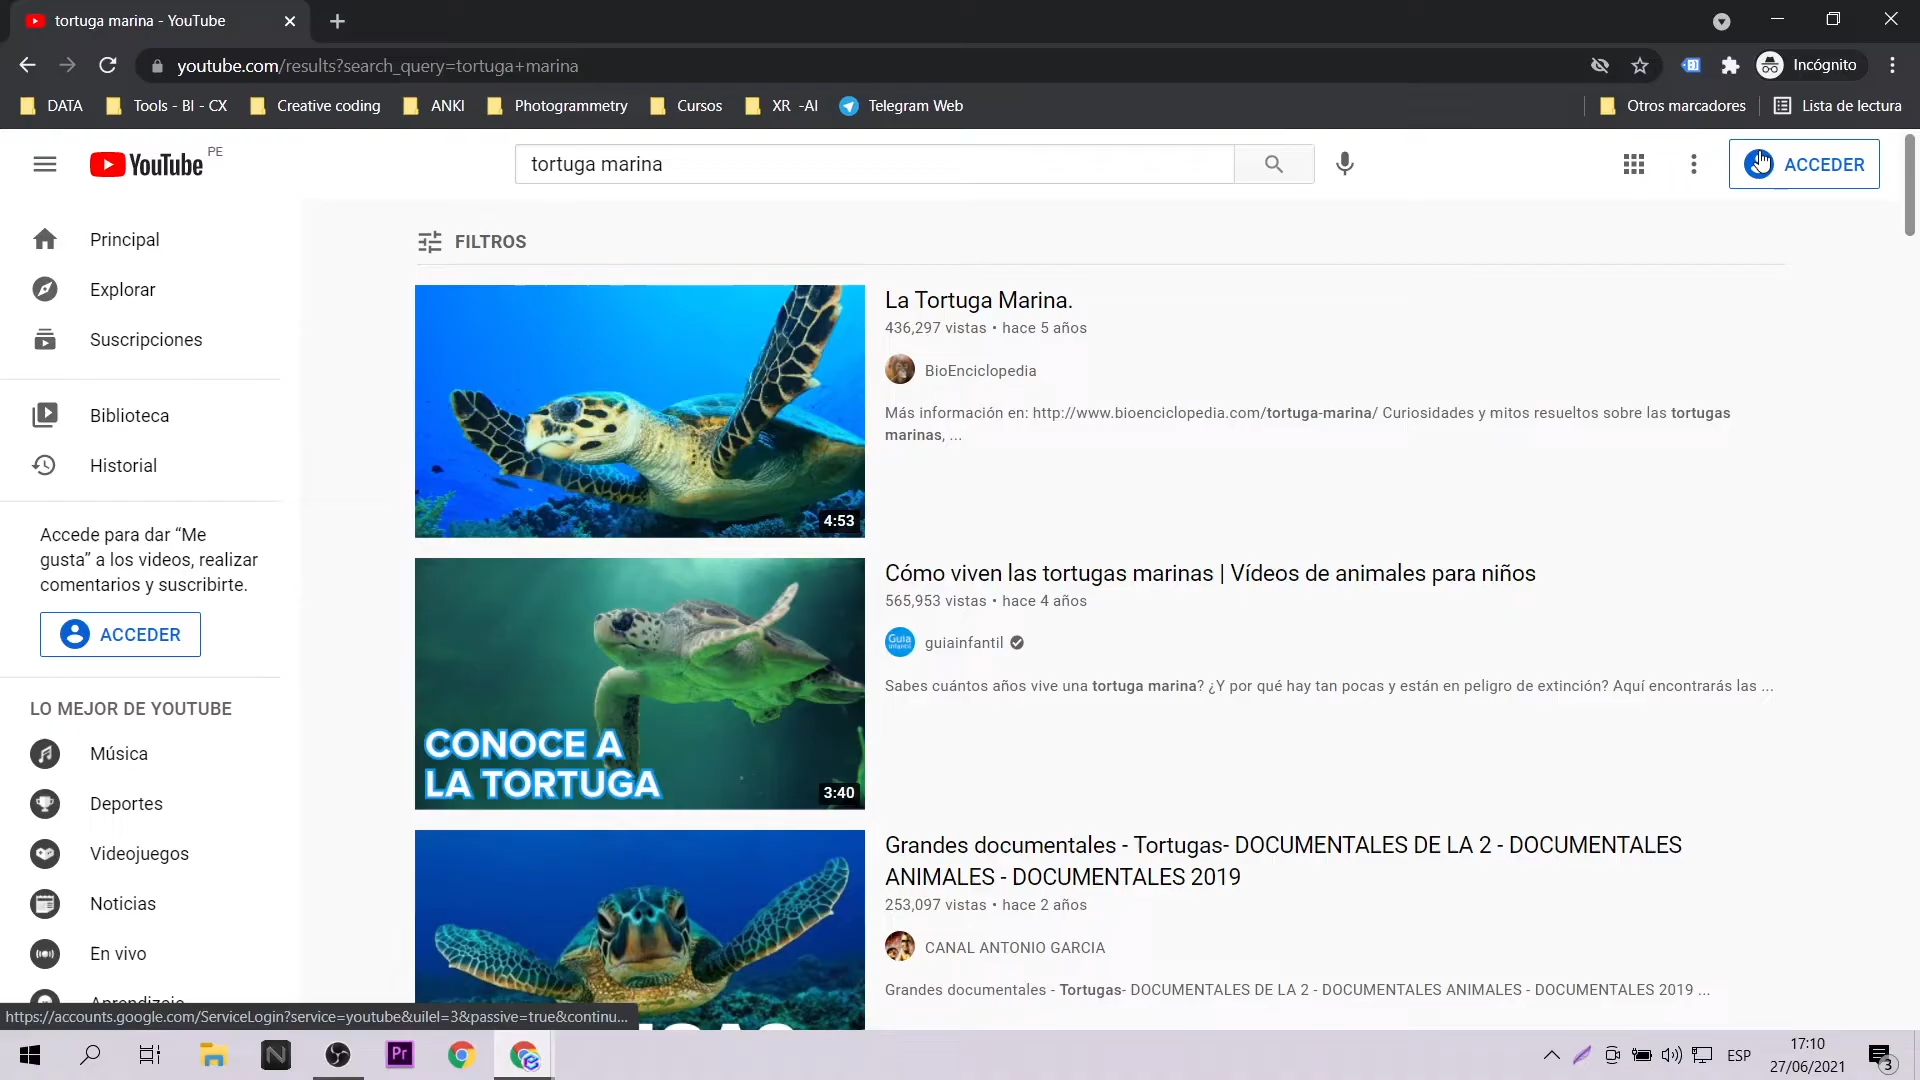 tortuga marina - YouTube
youtube.com/results?search_query=tortuga+marina
Incógnito
DATA
Tools - BI - CX
Creative coding
ANKI
Photogrammetry
Cursos
XR -AI
Telegram Web
Otros marcadores
Lista de lectura
YouTube PE
tortuga marina
ACCEDER
Principal
Explorar
Suscripciones
Biblioteca
Historial
Accede para dar “Me
gusta” a los videos, realizar
comentarios y suscribirte.
ACCEDER
LO MEJOR DE YOUTUBE
Música
Deportes
Videojuegos
Noticias
En vivo
Aprendizaje
FILTROS
4:53
La Tortuga Marina.
436,297 vistas • hace 5 años
BioEnciclopedia
Más información en: http://www.bioenciclopedia.com/tortuga-marina/ Curiosidades y mitos resueltos sobre las tortugas
marinas, ...
CONOCE A
LA TORTUGA
3:40
Cómo viven las tortugas marinas | Vídeos de animales para niños
565,953 vistas • hace 4 años
Guia
infantil
guiainfantil
Sabes cuántos años vive una tortuga marina? ¿Y por qué hay tan pocas y están en peligro de extinción? Aquí encontrarás las ...
Grandes documentales - Tortugas- DOCUMENTALES DE LA 2 - DOCUMENTALES
ANIMALES - DOCUMENTALES 2019
253,097 vistas • hace 2 años
CANAL ANTONIO GARCIA
Grandes documentales - Tortugas- DOCUMENTALES DE LA 2 - DOCUMENTALES ANIMALES - DOCUMENTALES 2019 ...
https://accounts.google.com/ServiceLogin?service=youtube&uilel=3&passive=true&continu...
N
Pr
ESP
17:10
27/06/2021
3